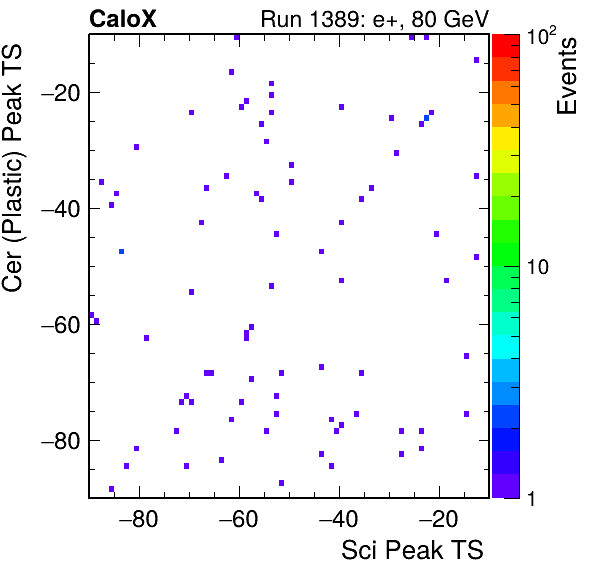 CaloX Run 1389: e+, 80 GeV
Cer (Plastic) Peak TS
−20
−40
−60
−80
−80 −60 −40 −20
Sci Peak TS
10²
10
1
Events